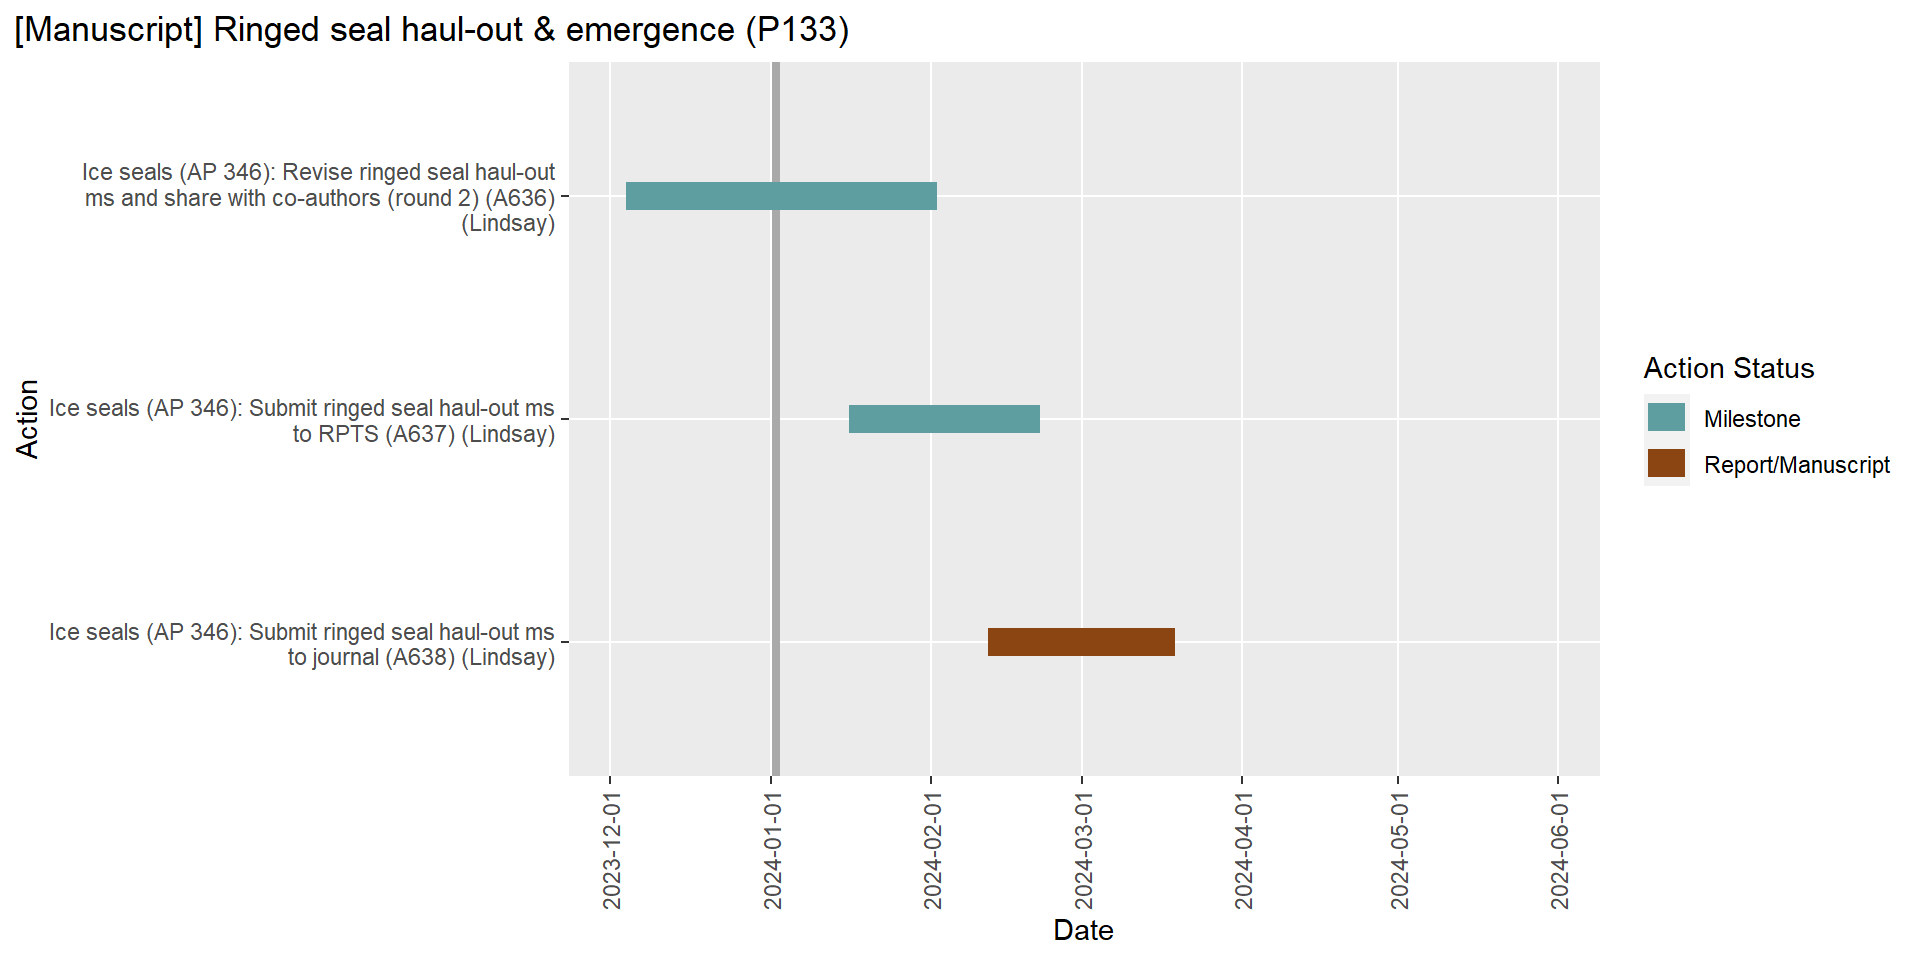 [Manuscript] Ringed seal haul-out & emergence (P133)
Action
Ice seals (AP 346): Revise ringed seal haul-out
ms and share with co-authors (round 2) (A636)
(Lindsay)
Ice seals (AP 346): Submit ringed seal haul-out ms
to RPTS (A637) (Lindsay)
Ice seals (AP 346): Submit ringed seal haul-out ms
to journal (A638) (Lindsay)
2023-12-01
2024-01-01
2024-02-01
2024-03-01
2024-04-01
2024-05-01
2024-06-01
Date
Action Status
Milestone
Report/Manuscript